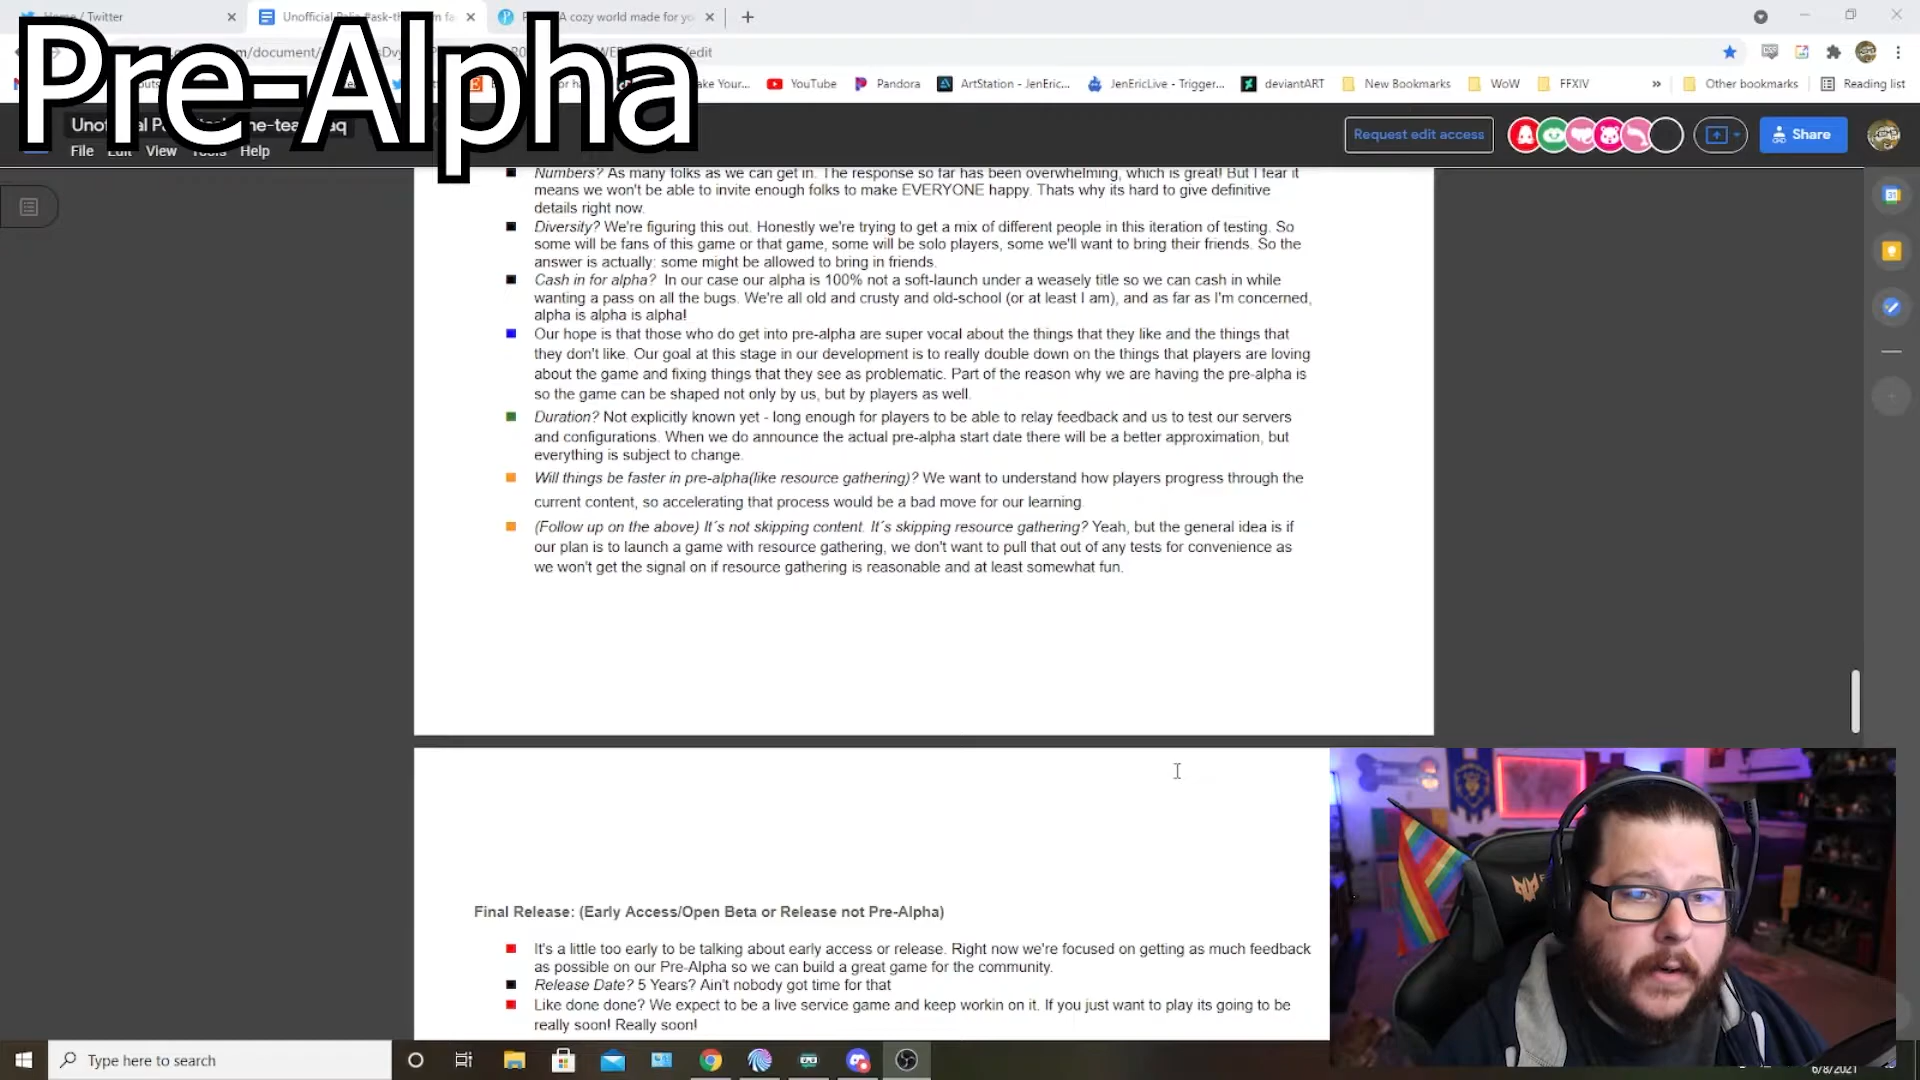 Pre-Alpha
Home / Twitter
Unofficial Palia #ask-th
m fa
A cozy world made for yo
/edit
YouTube
Pandora
ArtStation - JenEric...
JenEricLive - Trigger...
deviantART
New Bookmarks
WoW
FFXIV
»
Other bookmarks
Reading list
Request edit access
Share
File
Edit
View
Tools
Help
Numbers? As many folks as we can get in. The response so far has been overwhelming, which is great! But I fear it
means we won't be able to invite enough folks to make EVERYONE happy. Thats why its hard to give definitive
details right now.
Diversity? We're figuring this out. Honestly we're trying to get a mix of different people in this iteration of testing. So
some will be fans of this game or that game, some will be solo players, some we'll want to bring their friends. So the
answer is actually: some might be allowed to bring in friends.
Cash in for alpha? In our case our alpha is 100% not a soft-launch under a weasely title so we can cash in while
wanting a pass on all the bugs. We're all old and crusty and old-school (or at least I am), and as far as I'm concerned,
alpha is alpha is alpha!
Our hope is that those who do get into pre-alpha are super vocal about the things that they like and the things that
they don't like. Our goal at this stage in our development is to really double down on the things that players are loving
about the game and fixing things that they see as problematic. Part of the reason why we are having the pre-alpha is
so the game can be shaped not only by us, but by players as well.
Duration? Not explicitly known yet - long enough for players to be able to relay feedback and us to test our servers
and configurations. When we do announce the actual pre-alpha start date there will be a better approximation, but
everything is subject to change.
Will things be faster in pre-alpha(like resource gathering)? We want to understand how players progress through the
current content, so accelerating that process would be a bad move for our learning.
(Follow up on the above) It´s not skipping content. It´s skipping resource gathering? Yeah, but the general idea is if
our plan is to launch a game with resource gathering, we don't want to pull that out of any tests for convenience as
we won't get the signal on if resource gathering is reasonable and at least somewhat fun.
Final Release: (Early Access/Open Beta or Release not Pre-Alpha)
It's a little too early to be talking about early access or release. Right now we're focused on getting as much feedback
as possible on our Pre-Alpha so we can build a great game for the community.
Release Date? 5 Years? Ain't nobody got time for that
Like done done? We expect to be a live service game and keep workin on it. If you just want to play its going to be
really soon! Really soon!
Type here to search
6/8/2021